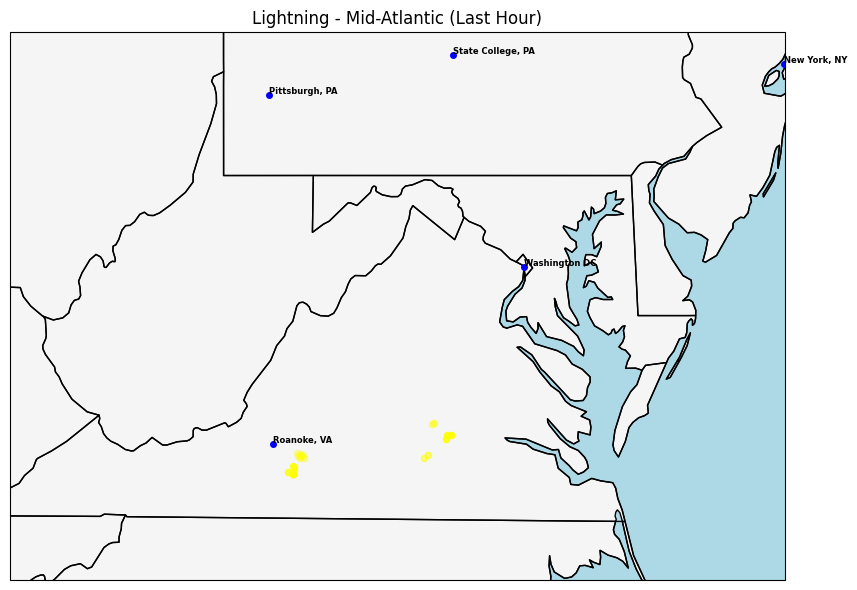 Lightning - Mid-Atlantic (Last Hour)
State College, PA
New York, NY
Pittsburgh, PA
Washington DC
Roanoke, VA